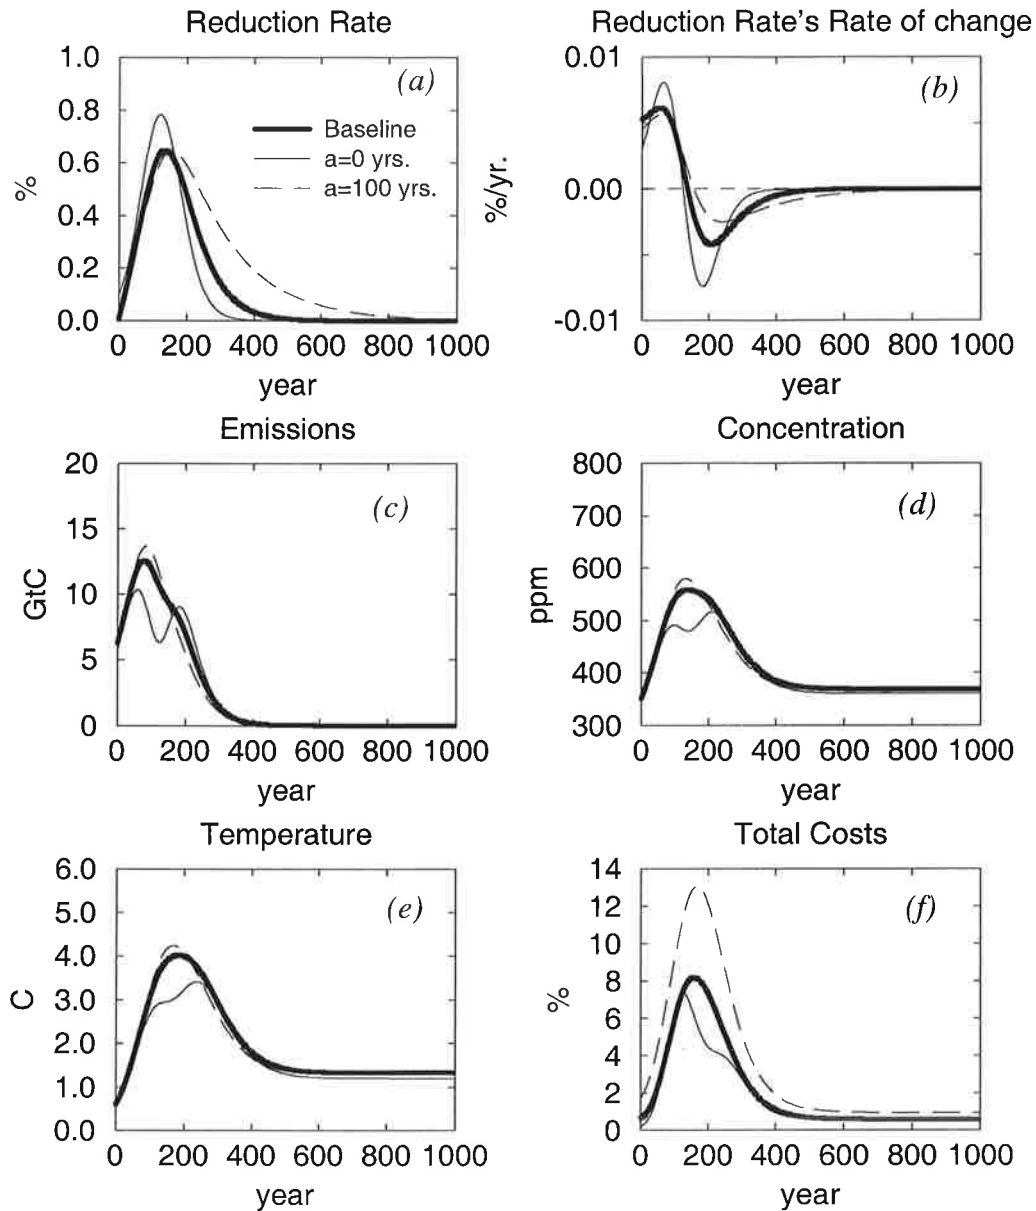 Reduction Rate
Reduction Rate's Rate of change
1.0
0.8
0.6
0.4
0.2
0.0
%
(a)
Baseline
a=0 yrs.
a=100 yrs.
0 200 400 600 800 1000
year
0.01
0.00
-0.01
%/yr.
(b)
0 200 400 600 800 1000
year
Emissions
Concentration
20
15
10
5
0
GtC
(c)
0 200 400 600 800 1000
year
800
700
600
500
400
300
ppm
(d)
0 200 400 600 800 1000
year
Temperature
Total Costs
6.0
5.0
4.0
3.0
2.0
1.0
0.0
C
(e)
0 200 400 600 800 1000
year
14
12
10
8
6
4
2
0
%
(f)
0 200 400 600 800 1000
year